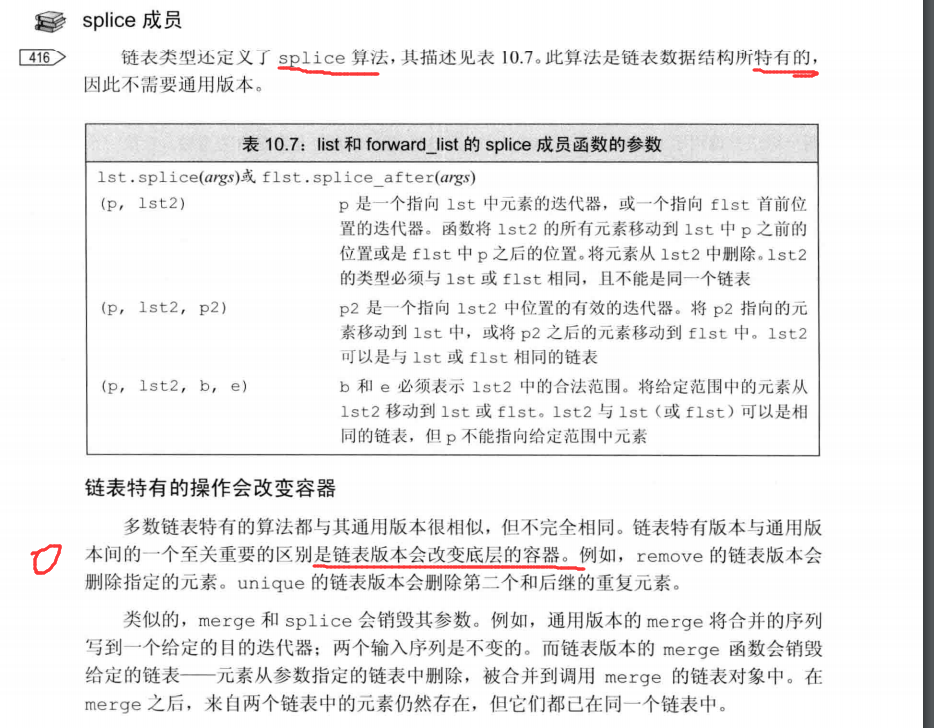 splice 成员
416
链表类型还定义了 splice 算法,其描述见表 10.7。此算法是链表数据结构所特有的,
因此不需要通用版本。
表 10.7：list 和 forward_list 的 splice 成员函数的参数
lst.splice(args)或 flst.splice_after(args)
(p, lst2) p 是一个指向 lst 中元素的迭代器，或一个指向 flst 首前位
置的迭代器。函数将 lst2 的所有元素移动到 lst 中 p 之前的
位置或是 flst 中 p 之后的位置。将元素从 lst2 中删除。lst2
的类型必须与 lst 或 flst 相同，且不能是同一个链表
(p, lst2, p2) p2 是一个指向 lst2 中位置的有效的迭代器。将 p2 指向的元
素移动到 lst 中，或将 p2 之后的元素移动到 flst 中。lst2
可以是与 lst 或 flst 相同的链表
(p, lst2, b, e) b 和 e 必须表示 lst2 中的合法范围。将给定范围中的元素从
lst2 移动到 lst 或 flst。lst2 与 lst（或 flst）可以是相
同的链表，但 p 不能指向给定范围中元素
链表特有的操作会改变容器
多数链表特有的算法都与其通用版本很相似，但不完全相同。链表特有版本与通用版
本间的一个至关重要的区别是链表版本会改变底层的容器。例如，remove 的链表版本会
删除指定的元素。unique 的链表版本会删除第二个和后继的重复元素。
类似的，merge 和 splice 会销毁其参数。例如，通用版本的 merge 将合并的序列
写到一个给定的目的迭代器；两个输入序列是不变的。而链表版本的 merge 函数会销毁
给定的链表——元素从参数指定的链表中删除，被合并到调用 merge 的链表对象中。在
merge 之后，来自两个链表中的元素仍然存在，但它们都已在同一个链表中。